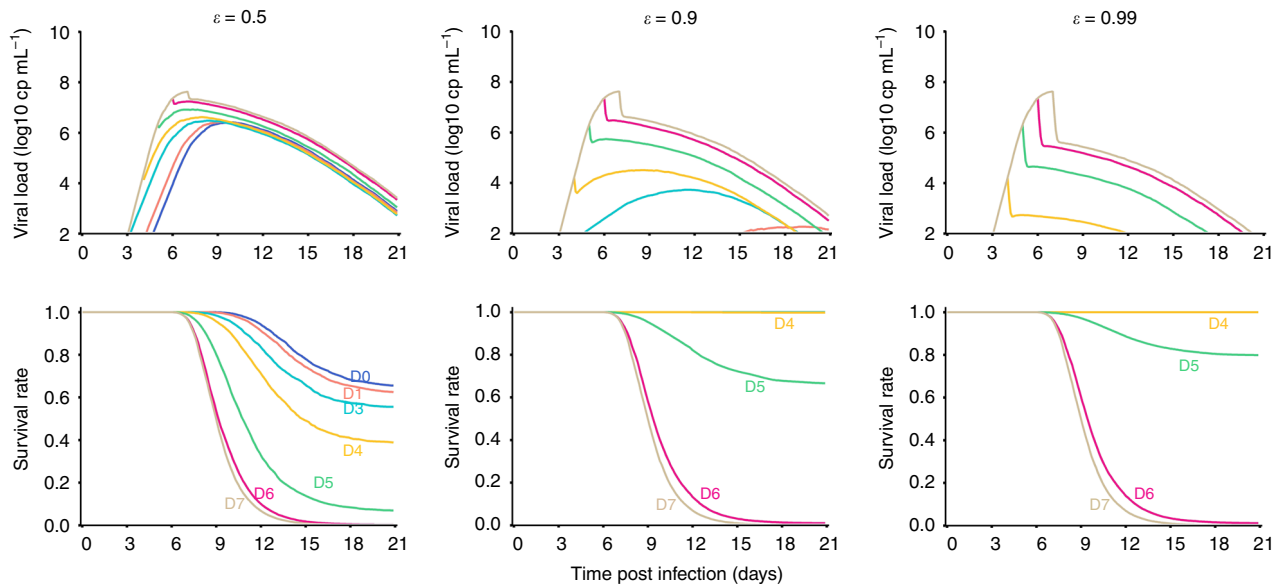 ε = 0.5
ε = 0.9
ε = 0.99
Viral load (log10 cp mL⁻¹)
10
8
6
4
2
0 3 6 9 12 15 18 21
Viral load (log10 cp mL⁻¹)
10
8
6
4
2
0 3 6 9 12 15 18 21
Viral load (log10 cp mL⁻¹)
10
8
6
4
2
0 3 6 9 12 15 18 21
Survival rate
1.0
0.8
0.6
0.4
0.2
0.0
D0
D1
D3
D4
D5
D6
D7
0 3 6 9 12 15 18 21
Survival rate
1.0
0.8
0.6
0.4
0.2
0.0
D4
D5
D6
D7
0 3 6 9 12 15 18 21
Survival rate
1.0
0.8
0.6
0.4
0.2
0.0
D4
D5
D6
D7
0 3 6 9 12 15 18 21
Time post infection (days)